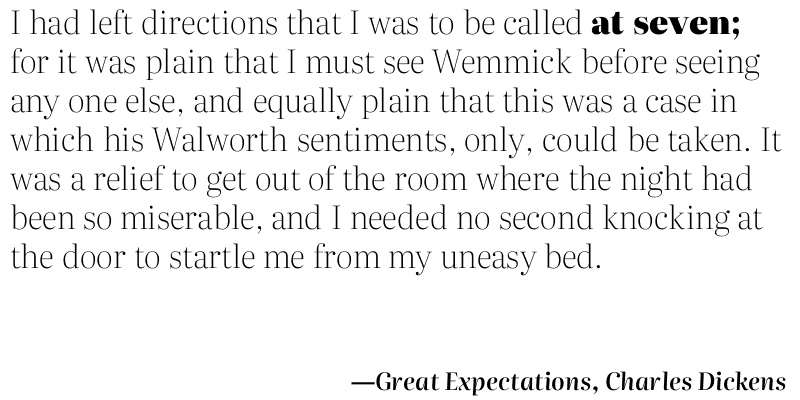 I had left directions that I was to be called at seven;
for it was plain that I must see Wemmick before seeing
any one else, and equally plain that this was a case in
which his Walworth sentiments, only, could be taken. It
was a relief to get out of the room where the night had
been so miserable, and I needed no second knocking at
the door to startle me from my uneasy bed.
—Great Expectations, Charles Dickens